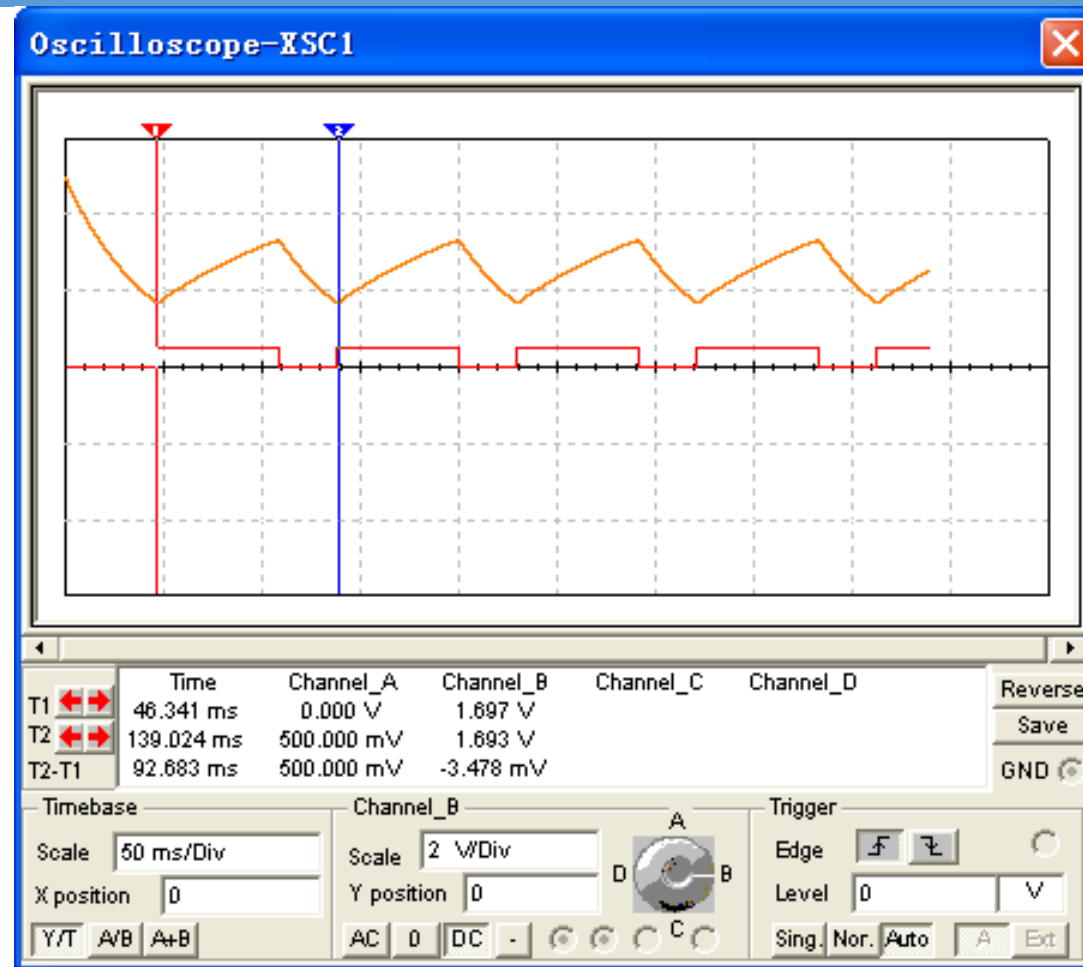 Oscilloscope-XSC1
1 2
Time Channel_A Channel_B Channel_C Channel_D
T1 46.341 ms 0.000 V 1.697 V
T2 139.024 ms 500.000 mV 1.693 V
T2-T1 92.683 ms 500.000 mV -3.478 mV
Reverse
Save
GND
Timebase
Scale 50 ms/Div
X position 0
Y/T A/B A+B
Channel_B
Scale 2 V/Div
Y position 0
AC 0 DC -
A
D B
C
Trigger
Edge
Level 0 V
Sing. Nor. Auto A Ext